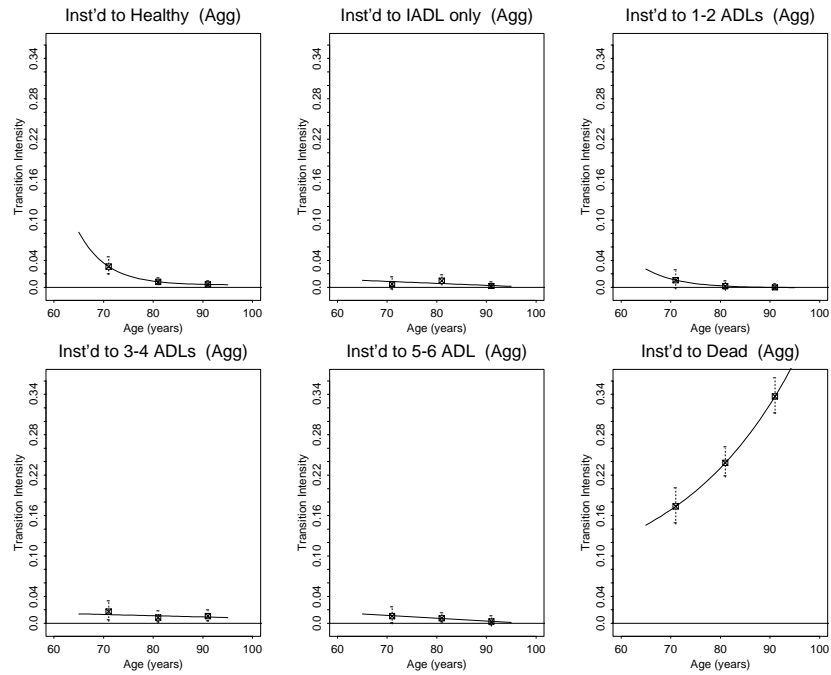 Inst'd to Healthy (Agg)
Transition Intensity
0.0 0.04 0.10 0.16 0.22 0.28 0.34
60 70 80 90 100
Age (years)
Inst'd to IADL only (Agg)
Transition Intensity
0.0 0.04 0.10 0.16 0.22 0.28 0.34
60 70 80 90 100
Age (years)
Inst'd to 1-2 ADLs (Agg)
Transition Intensity
0.0 0.04 0.10 0.16 0.22 0.28 0.34
60 70 80 90 100
Age (years)
Inst'd to 3-4 ADLs (Agg)
Transition Intensity
0.0 0.04 0.10 0.16 0.22 0.28 0.34
60 70 80 90 100
Age (years)
Inst'd to 5-6 ADL (Agg)
Transition Intensity
0.0 0.04 0.10 0.16 0.22 0.28 0.34
60 70 80 90 100
Age (years)
Inst'd to Dead (Agg)
Transition Intensity
0.0 0.04 0.10 0.16 0.22 0.28 0.34
60 70 80 90 100
Age (years)